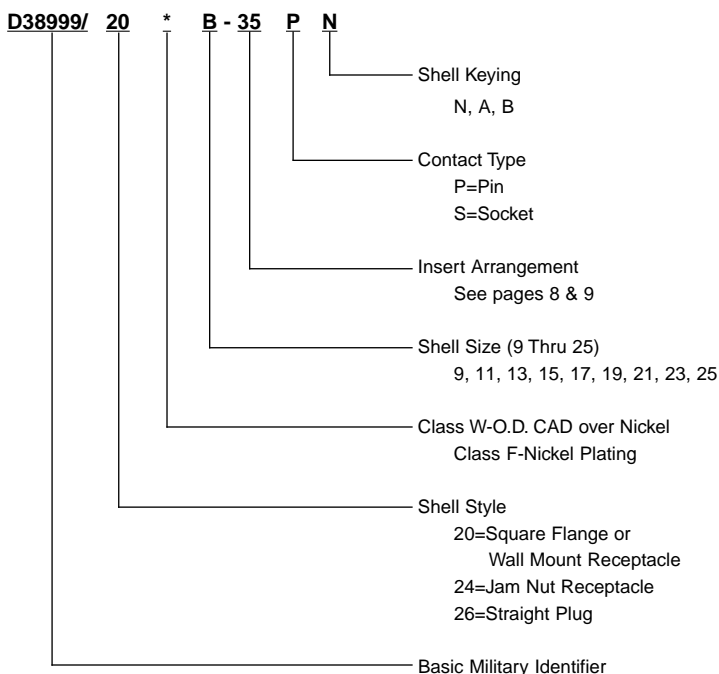 D38999/ 20 * B - 35 P N
Shell Keying
N, A, B
Contact Type
P=Pin
S=Socket
Insert Arrangement
See pages 8 & 9
Shell Size (9 Thru 25)
9, 11, 13, 15, 17, 19, 21, 23, 25
Class W-O.D. CAD over Nickel
Class F-Nickel Plating
Shell Style
20=Square Flange or
Wall Mount Receptacle
24=Jam Nut Receptacle
26=Straight Plug
Basic Military Identifier